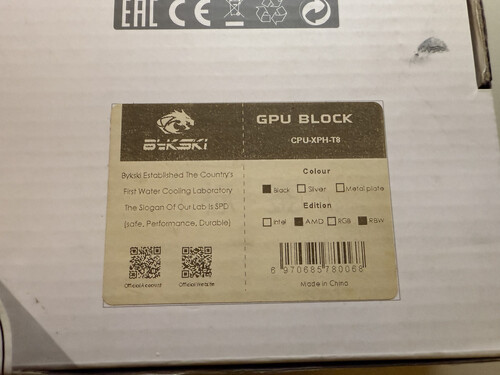 EAC CE
BYKSKI
GPU BLOCK
CPU-XPH-T8
Bykski Established The Country's
First Water Cooling Laboratory
The Slogan Of Our Lab is SPD
(safe, Performance, Durable)
Colour
Black Silver Metal plate
Edition
Intel AMD RGB RBW
6 970685 780068
Official Website
Made in China